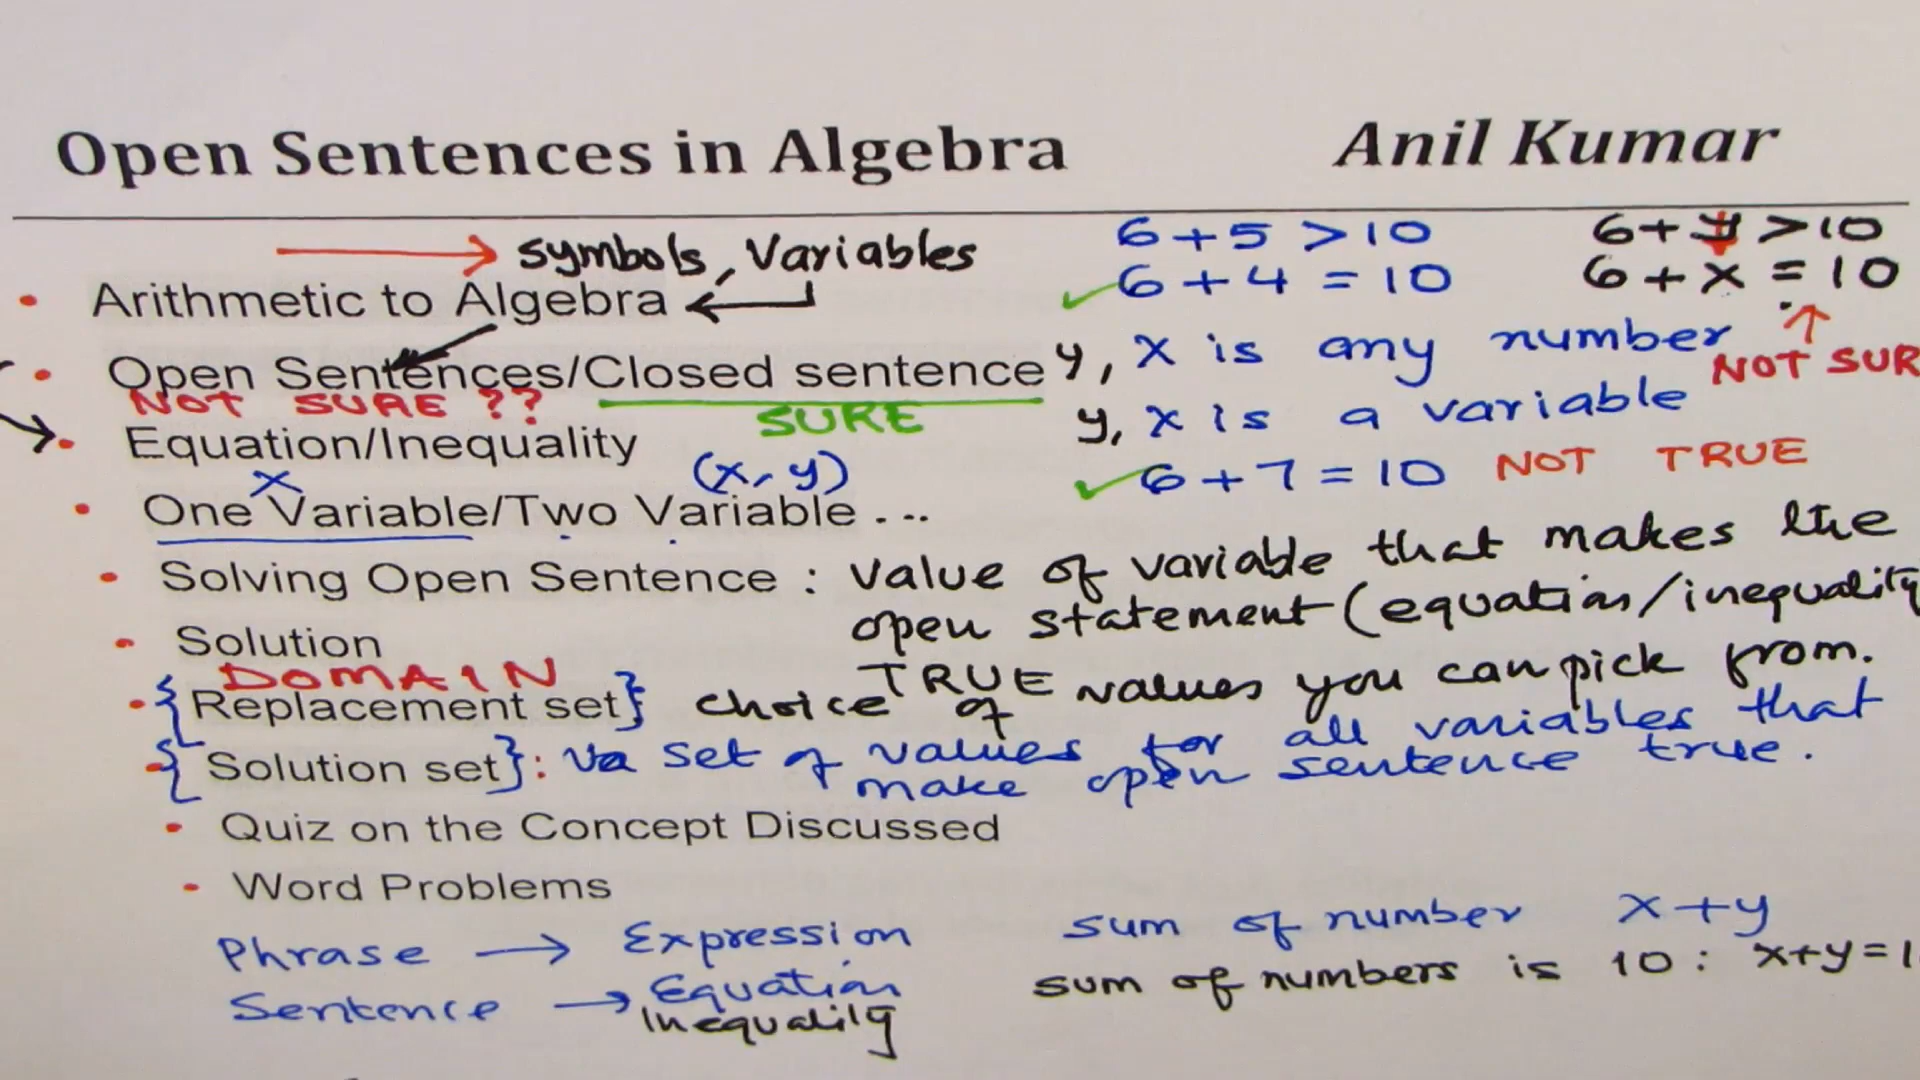 Open Sentences in Algebra Anil Kumar
symbols, Variables
6+5 >10
6+y >10
Arithmetic to Algebra
6+4 = 10
6+x = 10
Open Sentences/Closed sentence
y, x is any number
NOT SUR
NOT SURE ??
SURE
y, x is a variable
Equation/Inequality
x
(x, y)
6+7=10 NOT TRUE
One Variable/Two Variable ...
Solving Open Sentence : value of variable that makes the
open statement (equation/inequality
Solution
TRUE
DOMAIN
{Replacement set} choice of values you can pick from.
{Solution set}: set of values for all variables that
make open sentence true.
Quiz on the Concept Discussed
Word Problems
Phrase → Expression
sum of number x+y
Sentence → Equation
Inequality
sum of numbers is 10: x+y=1